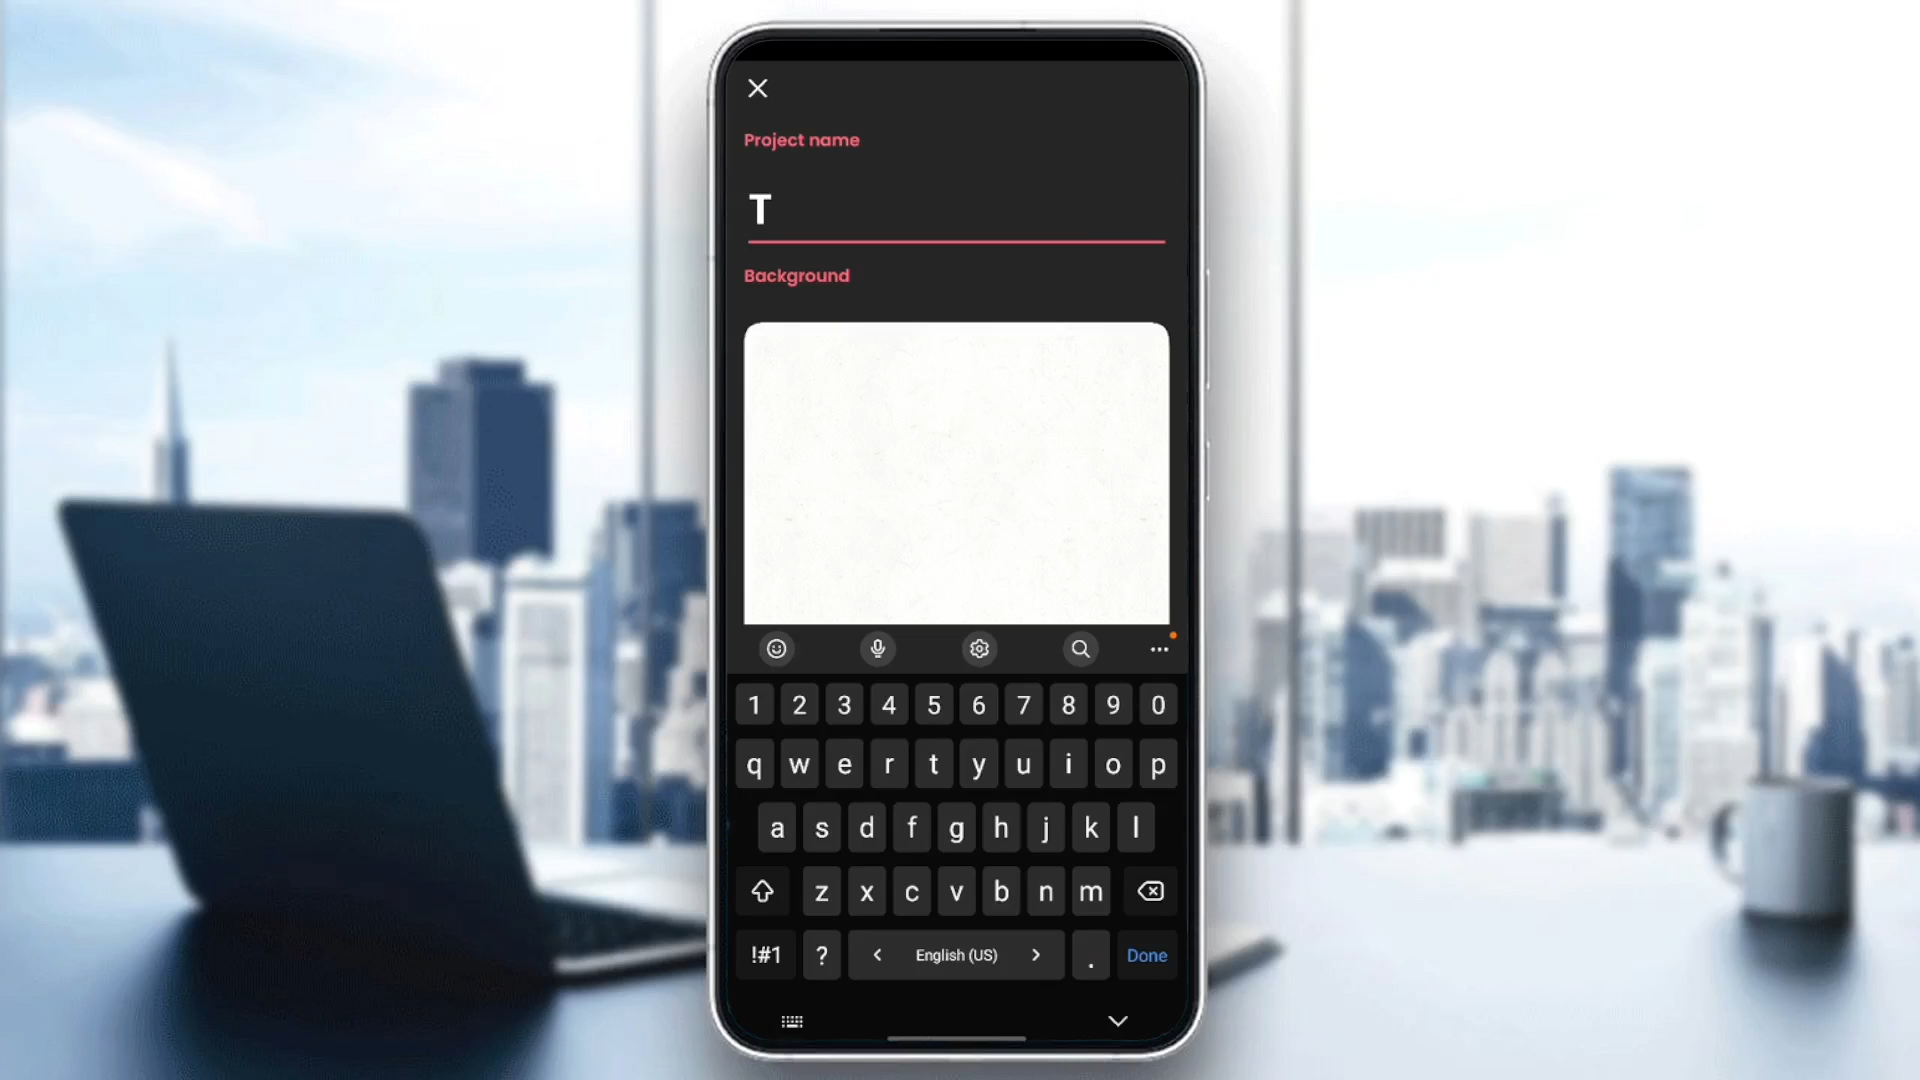 Project name
T
Background
1 2 3 4 5 6 7 8 9 0
q w e r t y u i o p
a s d f g h j k l
z x c v b n m
!#1 ? < English (US) > . Done